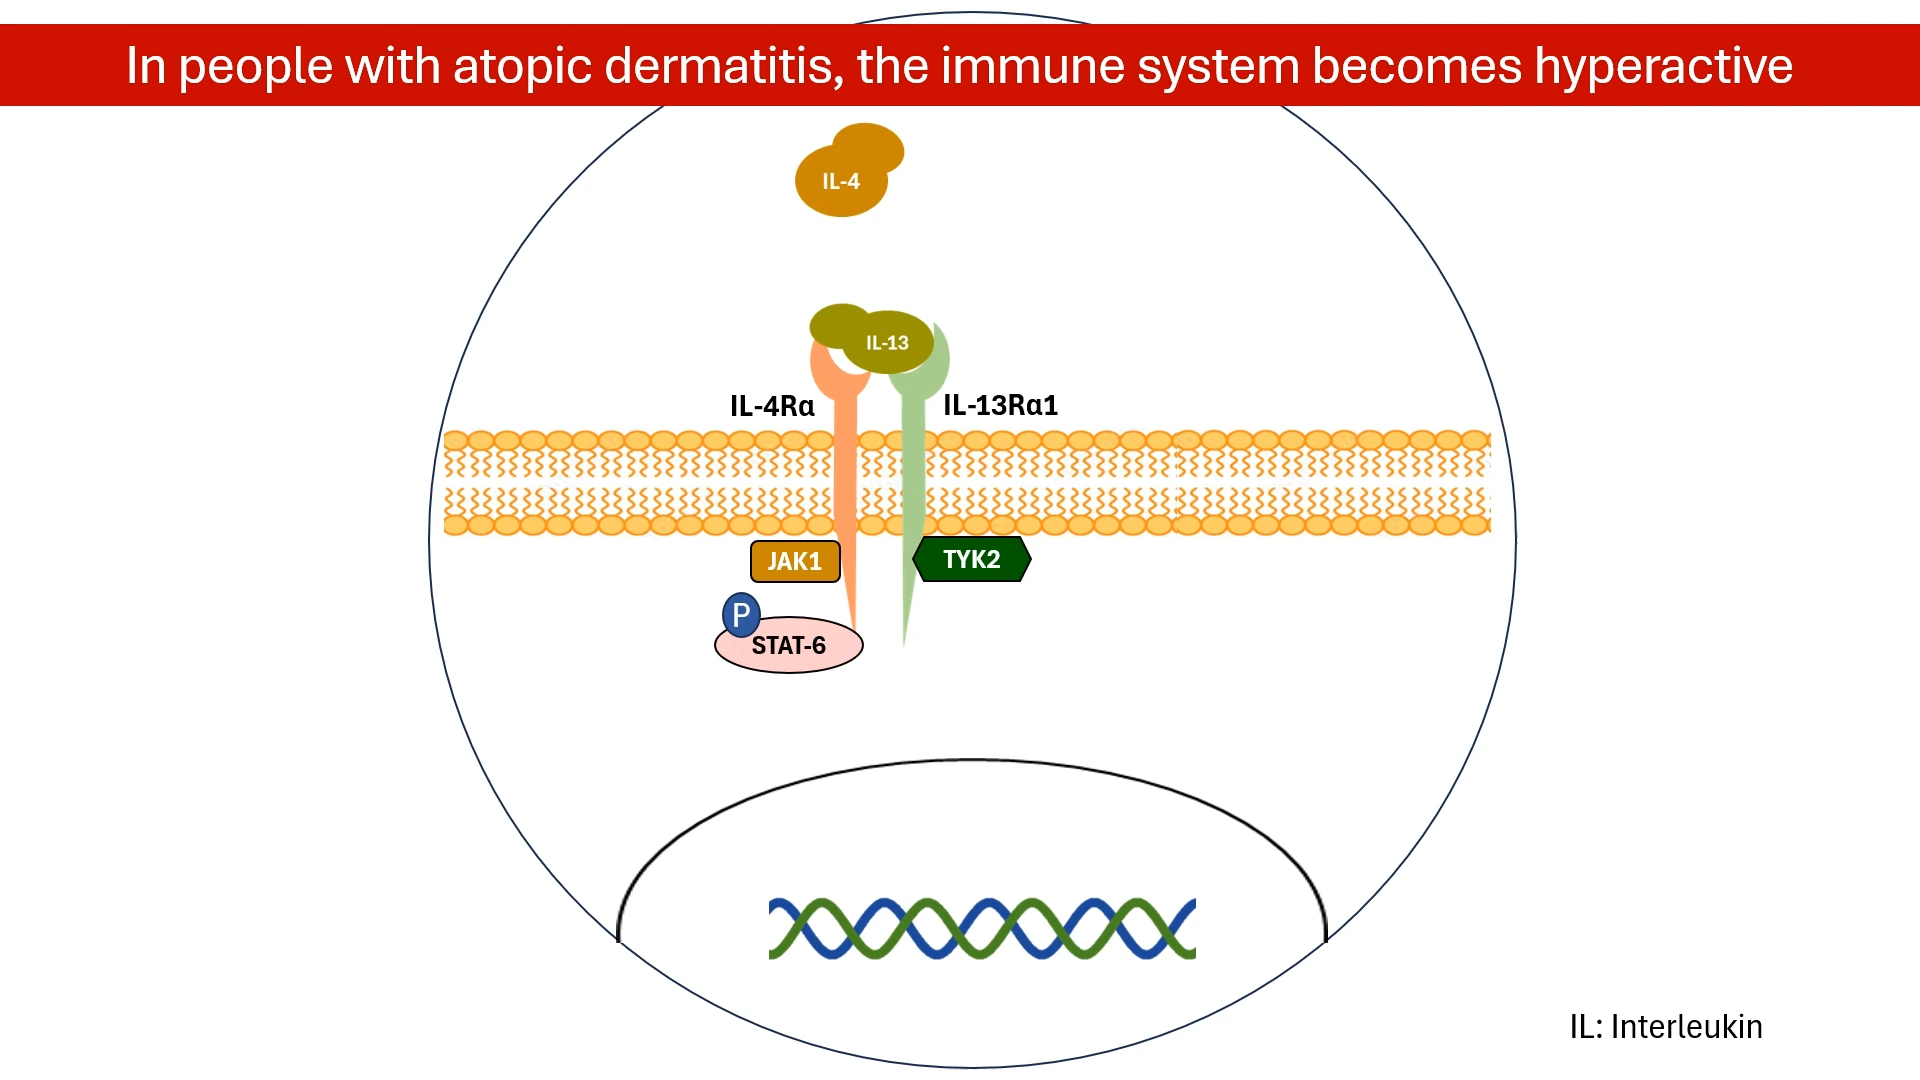 In people with atopic dermatitis, the immune system becomes hyperactive
IL-4
IL-13
IL-4Rα
IL-13Rα1
JAK1
TYK2
P
STAT-6
IL: Interleukin